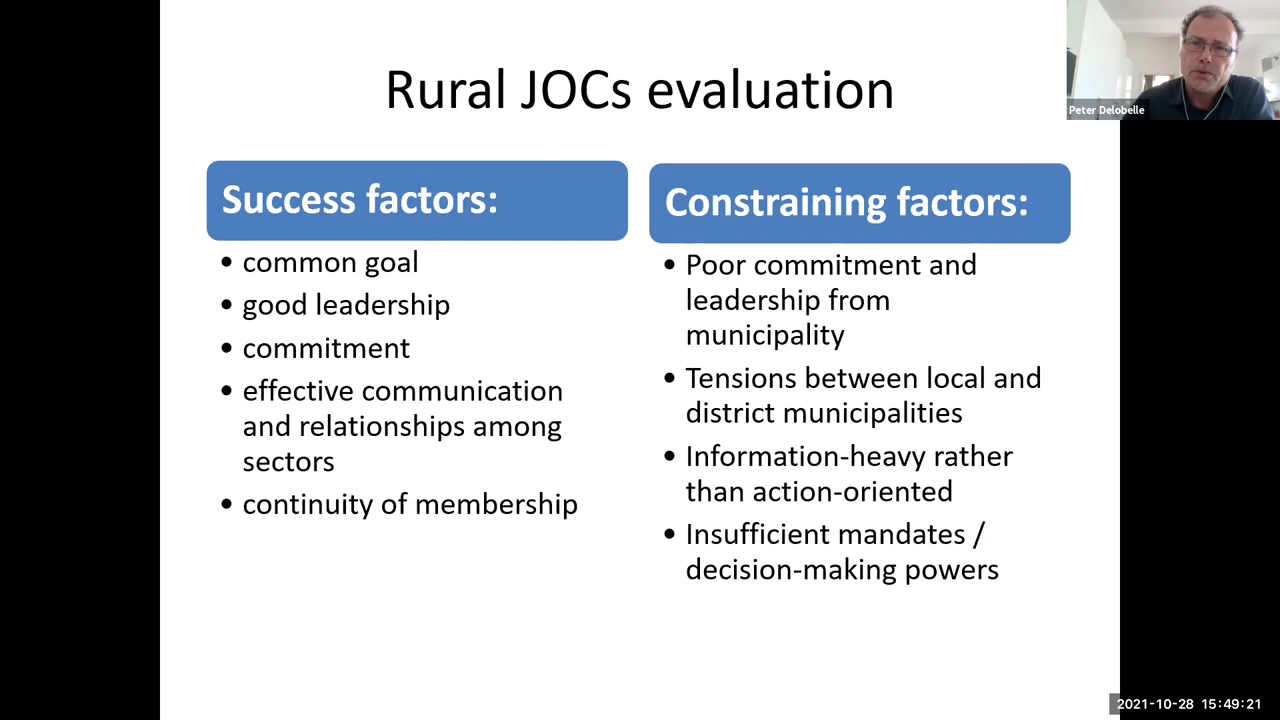 Rural JOCs evaluation
Peter Delobelle
Success factors:
• common goal
• good leadership
• commitment
• effective communication
and relationships among
sectors
• continuity of membership
Constraining factors:
• Poor commitment and
leadership from
municipality
• Tensions between local and
district municipalities
• Information-heavy rather
than action-oriented
• Insufficient mandates /
decision-making powers
2021-10-28 15:49:21